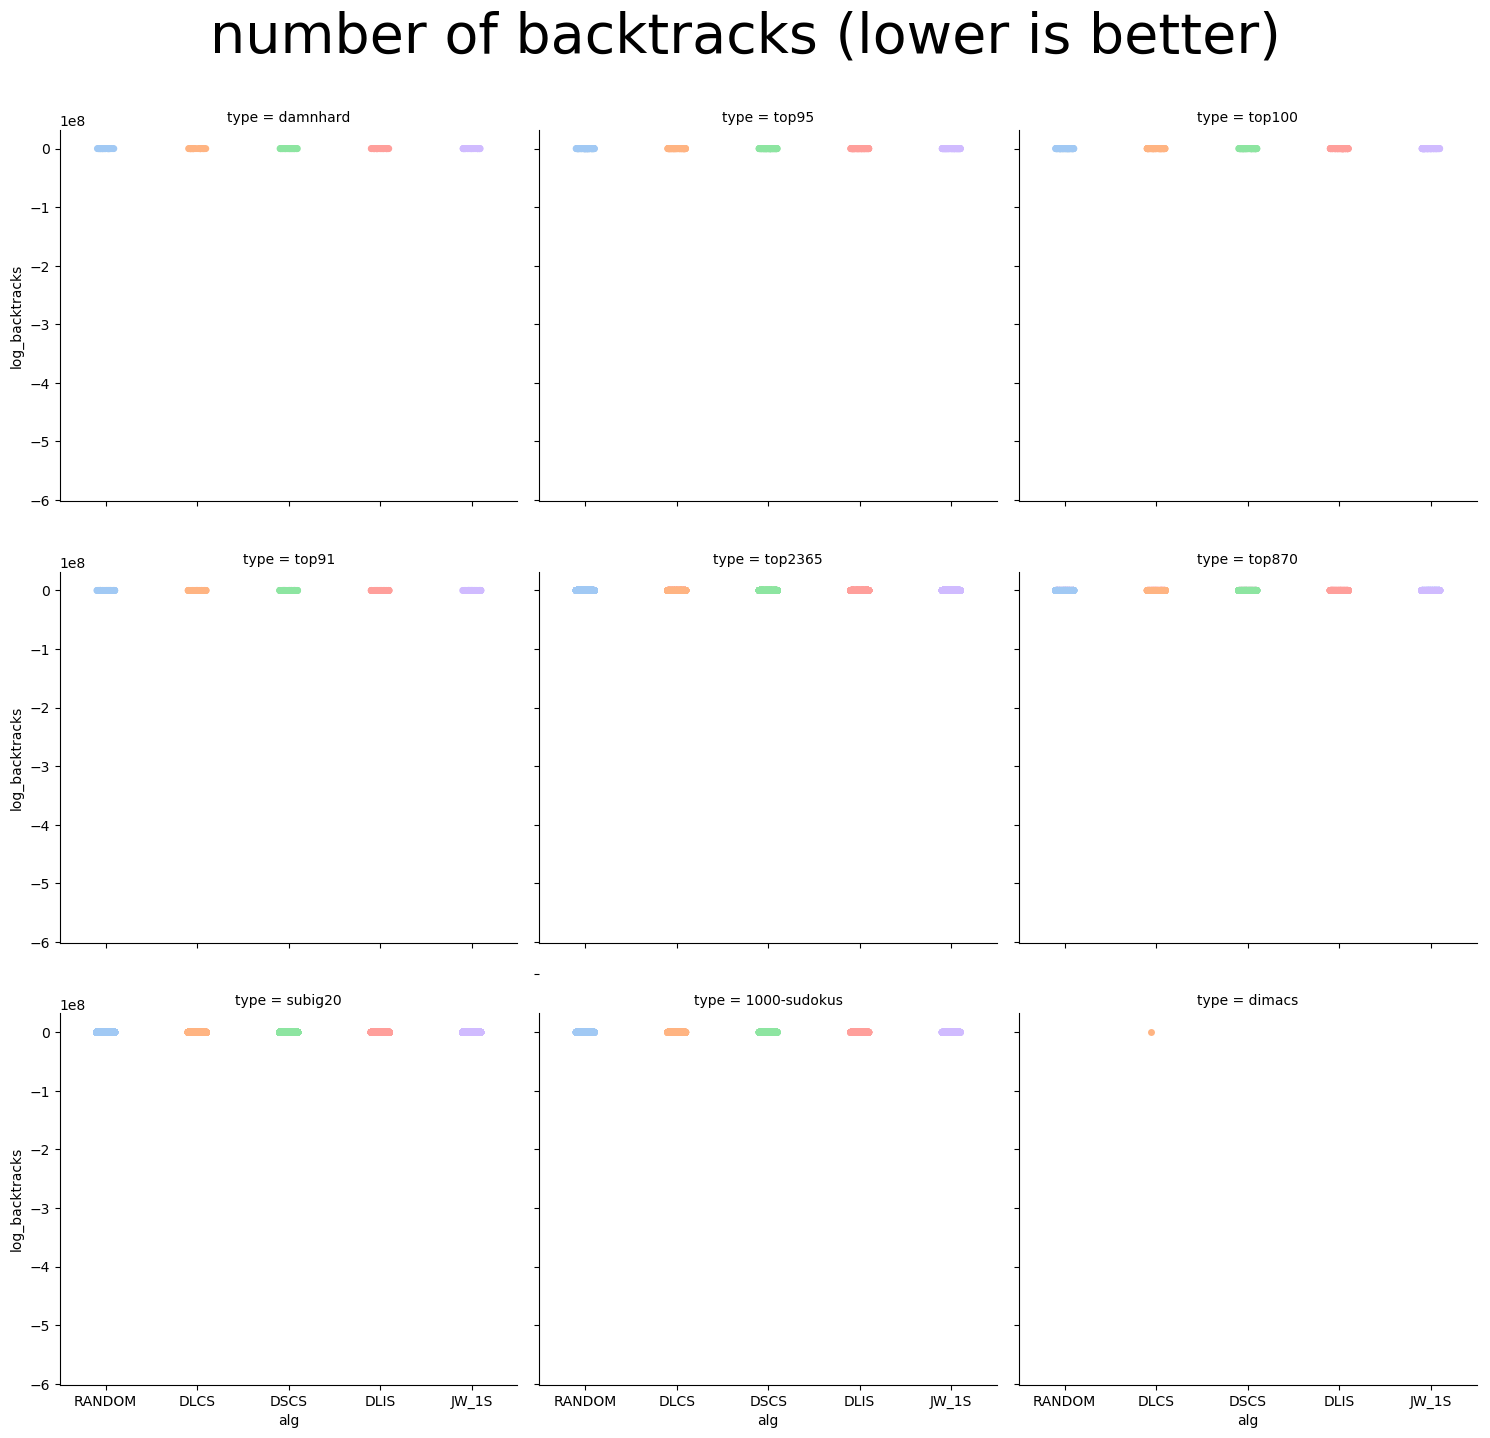 number of backtracks (lower is better)
type = damnhard
type = top95
type = top100
1e8
0
−1
−2
−3
−4
−5
−6
log_backtracks
type = top91
type = top2365
type = top870
1e8
0
−1
−2
−3
−4
−5
−6
log_backtracks
type = subig20
type = 1000-sudokus
type = dimacs
1e8
0
−1
−2
−3
−4
−5
−6
log_backtracks
RANDOM DLCS DSCS DLIS JW_1S
RANDOM DLCS DSCS DLIS JW_1S
RANDOM DLCS DSCS DLIS JW_1S
alg
alg
alg